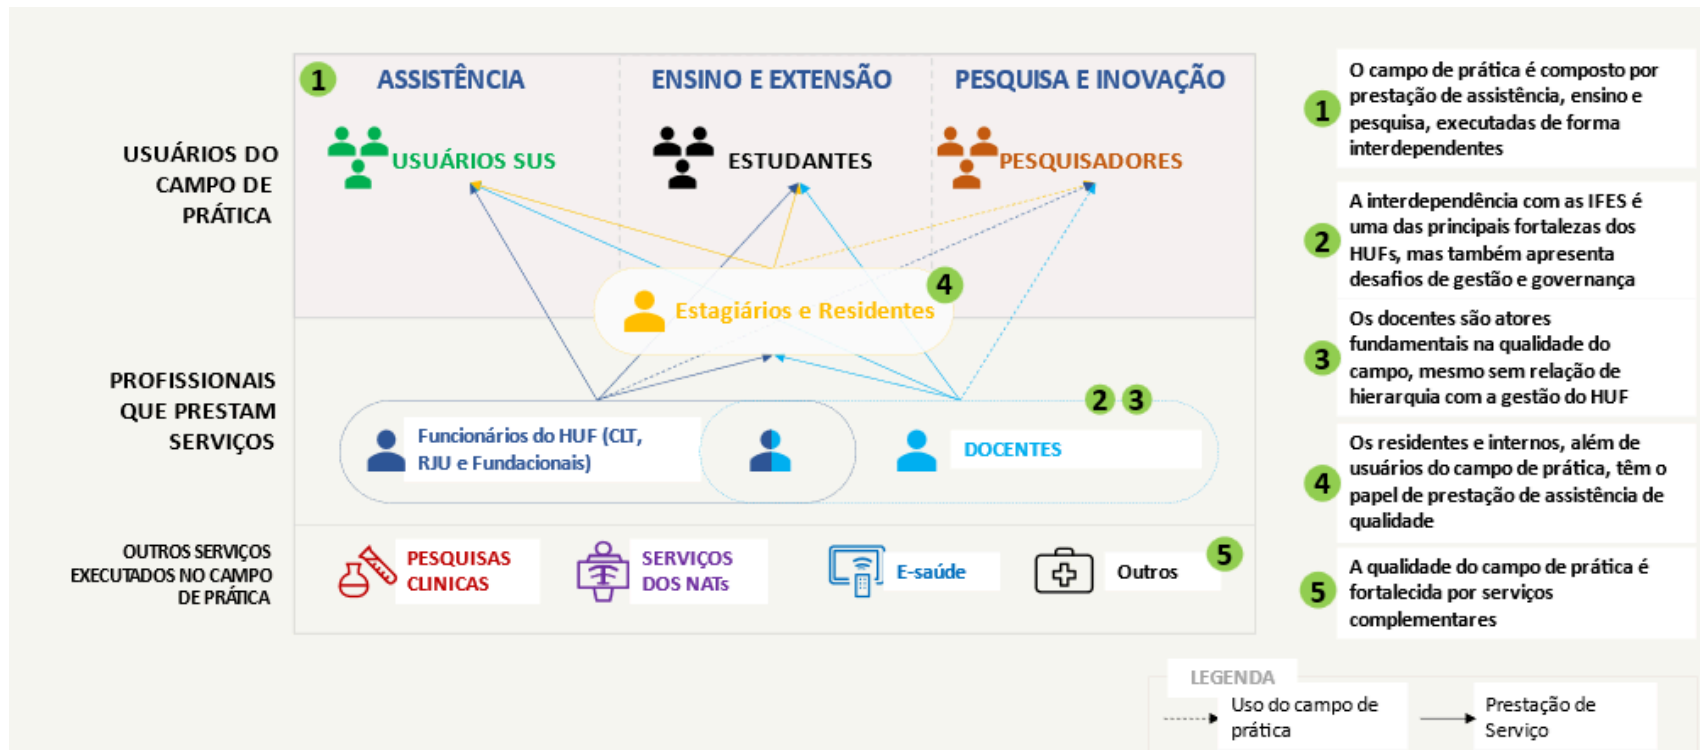 1
ASSISTÊNCIA
ENSINO E EXTENSÃO
PESQUISA E INOVAÇÃO
USUÁRIOS DO
CAMPO DE
PRÁTICA
USUÁRIOS SUS
ESTUDANTES
PESQUISADORES
4
Estagiários e Residentes
PROFISSIONAIS
QUE PRESTAM
SERVIÇOS
2
3
Funcionários do HUF (CLT,
RJU e Fundacionais)
DOCENTES
OUTROS SERVIÇOS
EXECUTADOS NO CAMPO
DE PRÁTICA
PESQUISAS
CLINICAS
SERVIÇOS
DOS NATs
E-saúde
Outros
5
1
O campo de prática é composto por
prestação de assistência, ensino e
pesquisa, executadas de forma
interdependentes
2
A interdependência com as IFES é
uma das principais fortalezas dos
HUFs, mas também apresenta
desafios de gestão e governança
3
Os docentes são atores
fundamentais na qualidade do
campo, mesmo sem relação de
hierarquia com a gestão do HUF
4
Os residentes e internos, além de
usuários do campo de prática, têm o
papel de prestação de assistência de
qualidade
5
A qualidade do campo de prática é
fortalecida por serviços
complementares
LEGENDA
Uso do campo de
prática
Prestação de
Serviço